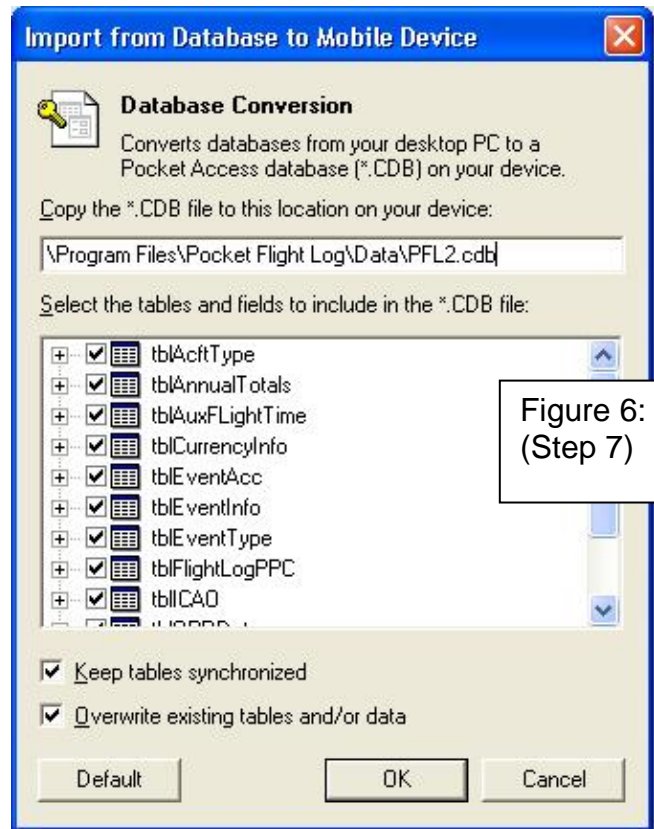 Import from Database to Mobile Device
Database Conversion
Converts databases from your desktop PC to a
Pocket Access database (*.CDB) on your device.
Copy the *.CDB file to this location on your device:
\Program Files\Pocket Flight Log\Data\PFL2.cdb
Select the tables and fields to include in the *.CDB file:
tblAcftType
tblAnnualTotals
tblAuxFLightTime
tblCurrencyInfo
tblEventAcc
tblEventInfo
tblEventType
tblFlightLogPPC
tblICAO
Figure 6:
(Step 7)
Keep tables synchronized
Overwrite existing tables and/or data
Default
OK
Cancel